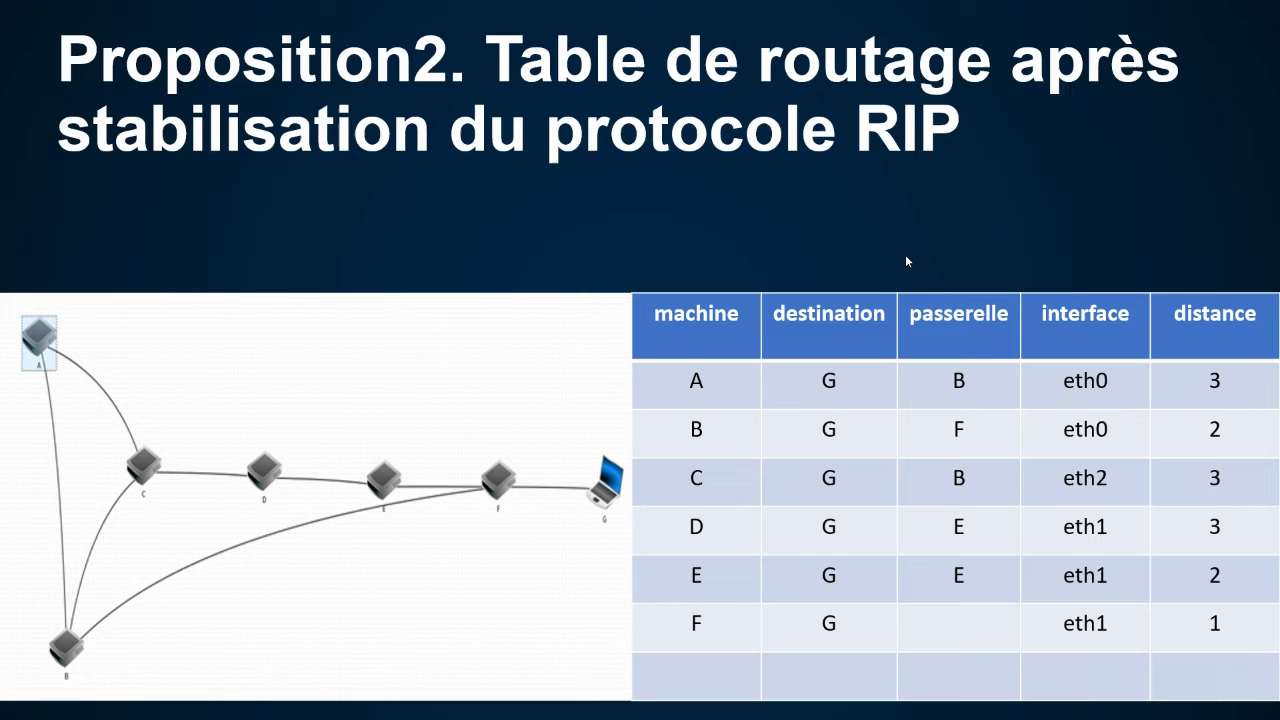 Proposition2. Table de routage après
stabilisation du protocole RIP
machine destination passerelle interface distance
A G B eth0 3
B G F eth0 2
C G B eth2 3
D G E eth1 3
E G E eth1 2
F G eth1 1
A
C
D
E
F
G
B